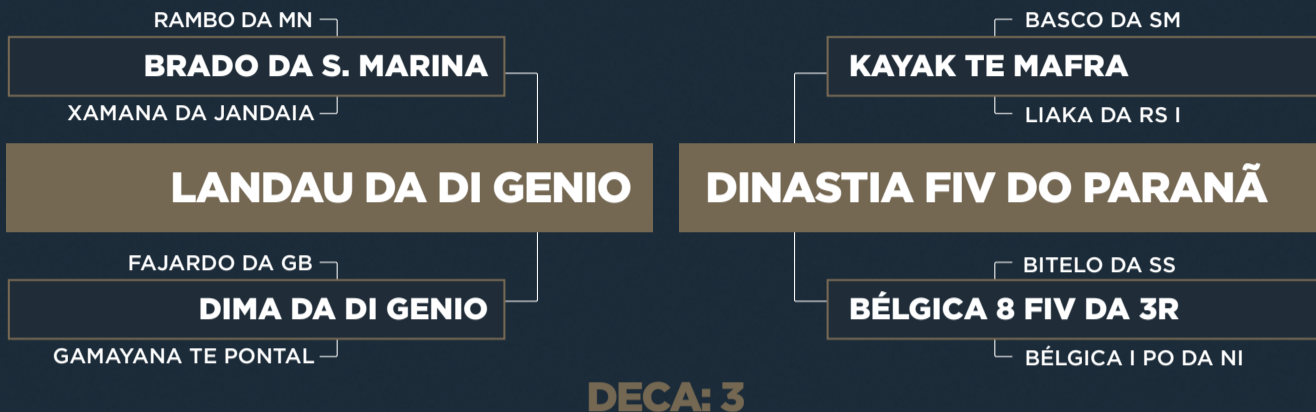 RAMBO DA MN
BRADO DA S. MARINA
XAMANA DA JANDAIA
LANDAU DA DI GENIO
FAJARDO DA GB
DIMA DA DI GENIO
GAMAYANA TE PONTAL
BASCO DA SM
KAYAK TE MAFRA
LIAKA DA RS I
DINASTIA FIV DO PARANÃ
BITELO DA SS
BÉLGICA 8 FIV DA 3R
BÉLGICA I PO DA NI
DECA: 3